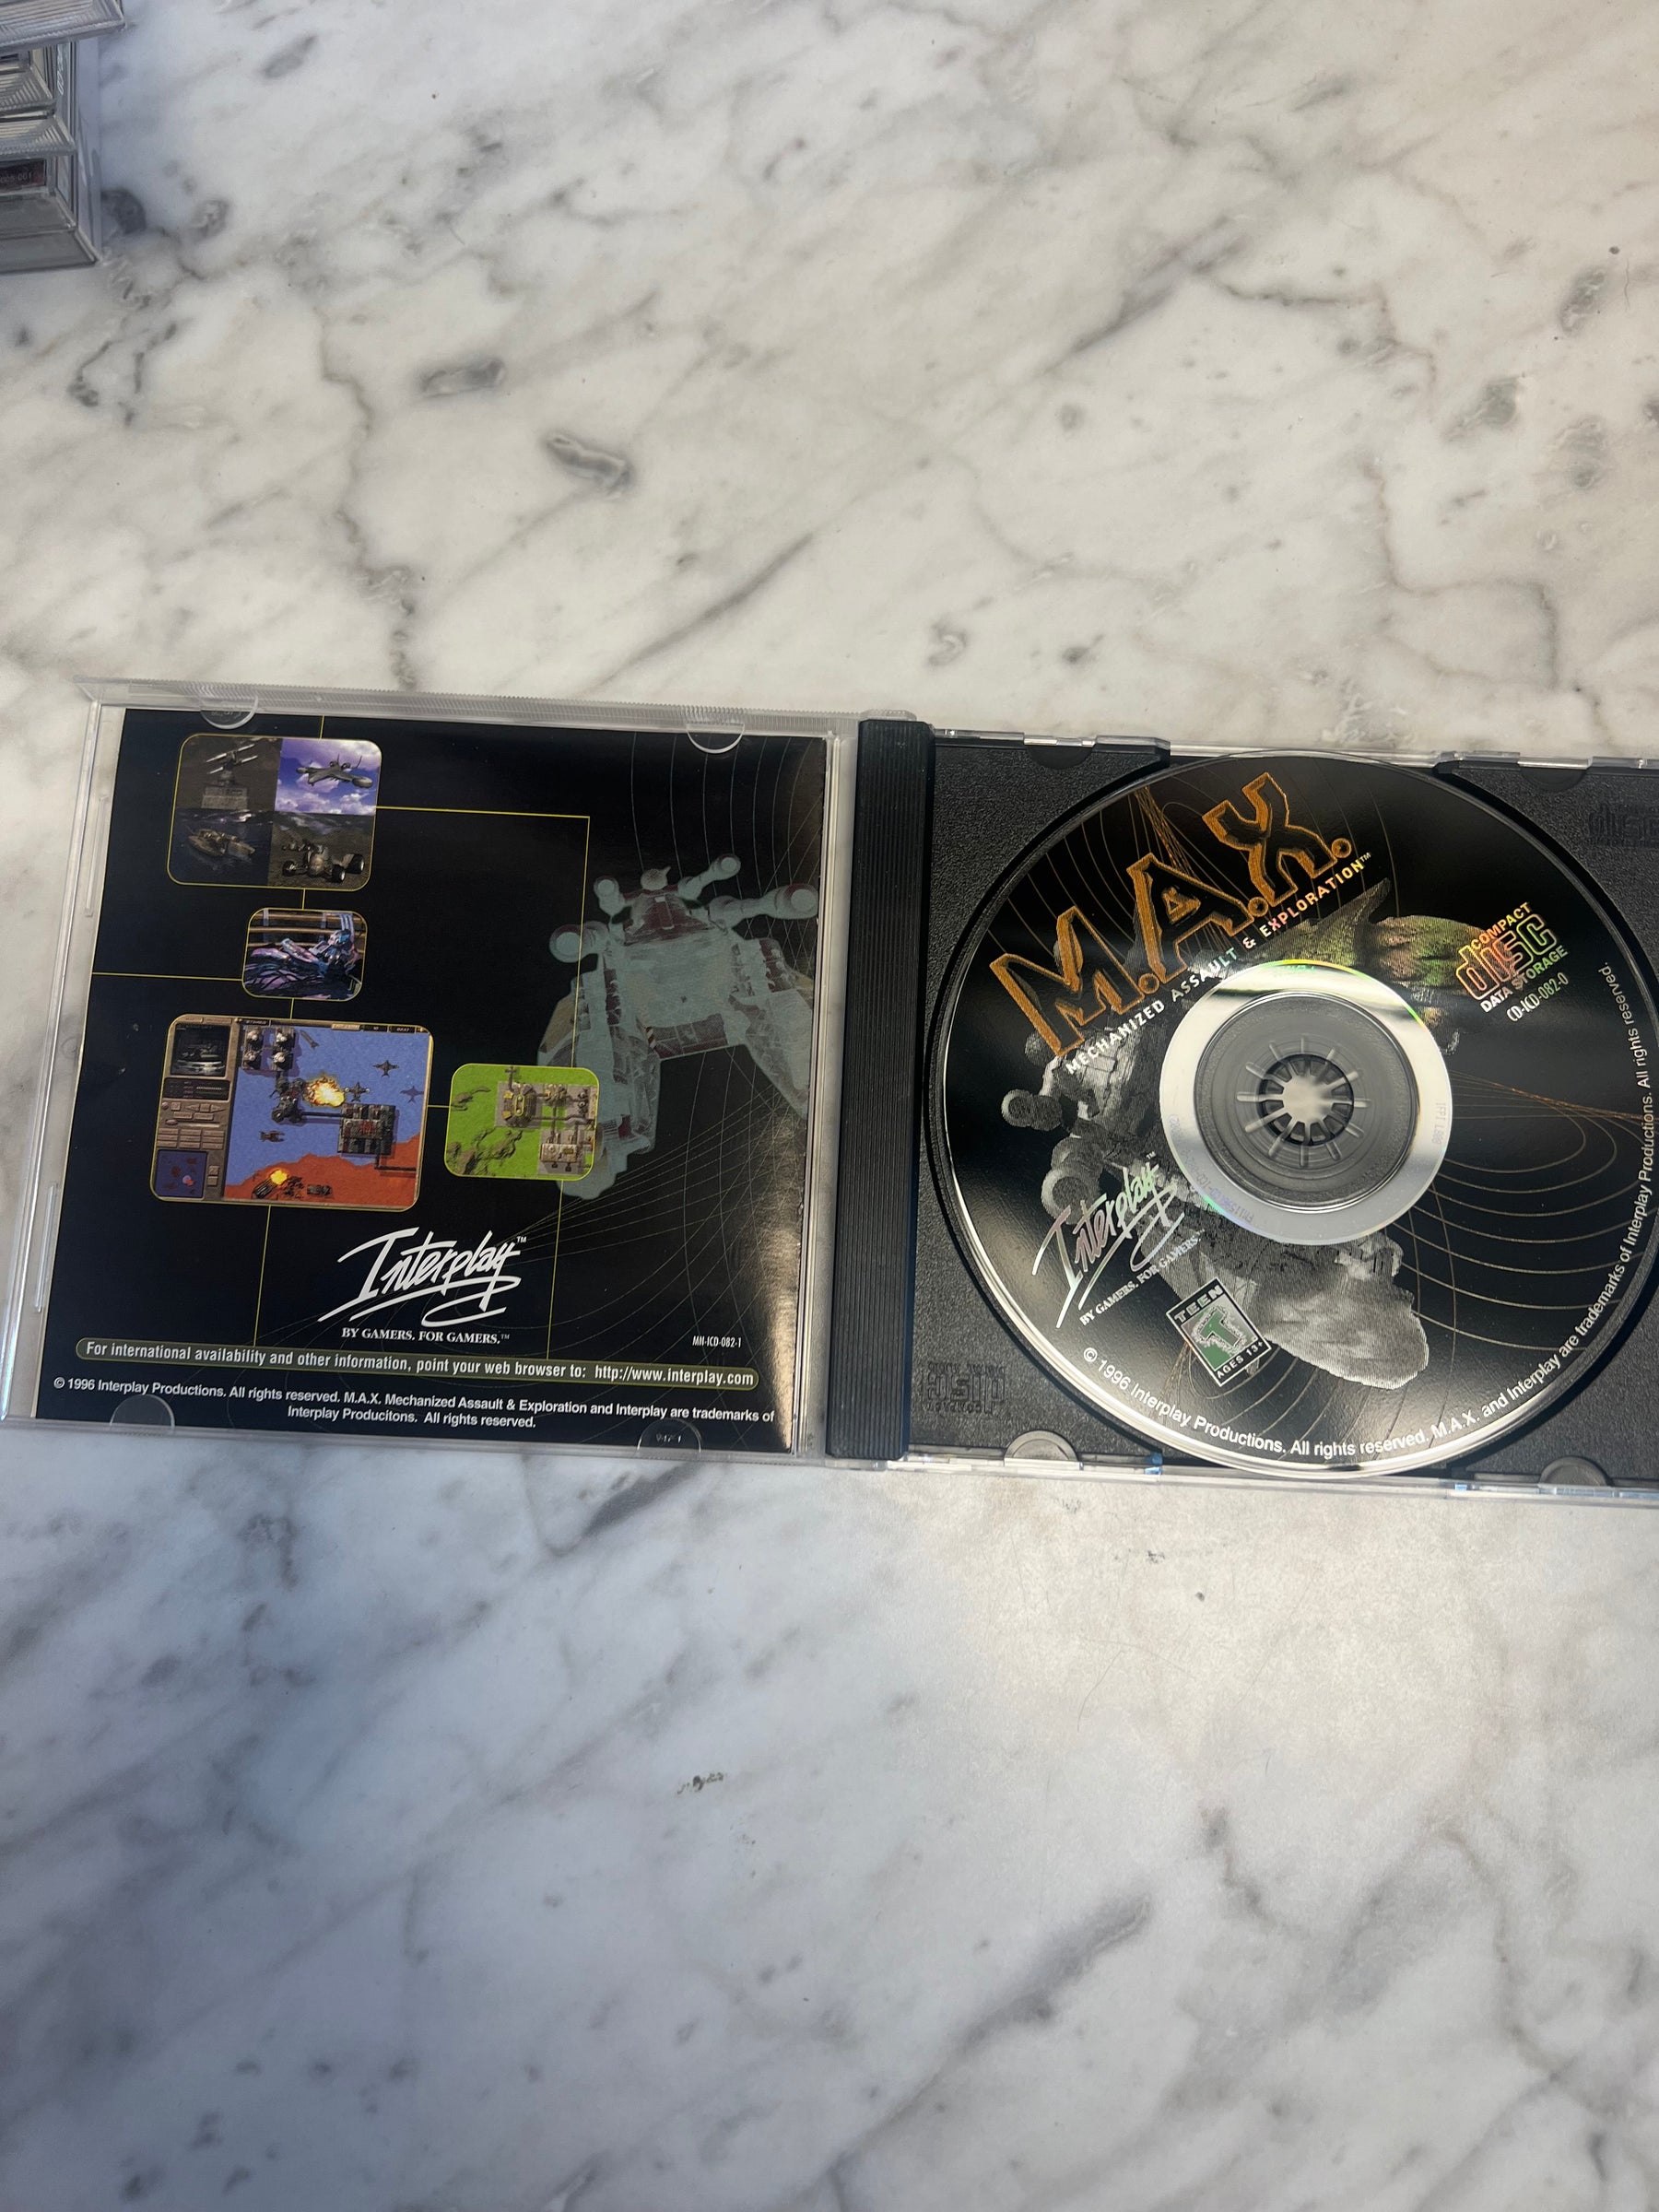 Interplay™
BY GAMERS. FOR GAMERS.™
MN-ICD-082-1
For international availability and other information, point your web browser to: http://www.interplay.com
© 1996 Interplay Productions. All rights reserved. M.A.X. Mechanized Assault & Exploration and Interplay are trademarks of
Interplay Producitons. All rights reserved.
M.A.X.
MECHANIZED ASSAULT & EXPLORATION™
COMPACT
disc
DATA STORAGE
CD-ICD-082-0
Interplay™
BY GAMERS. FOR GAMERS.™
TEEN
T
AGES 13+
© 1996 Interplay Productions. All rights reserved. M.A.X. and Interplay are trademarks of Interplay Productions. All rights reserved.